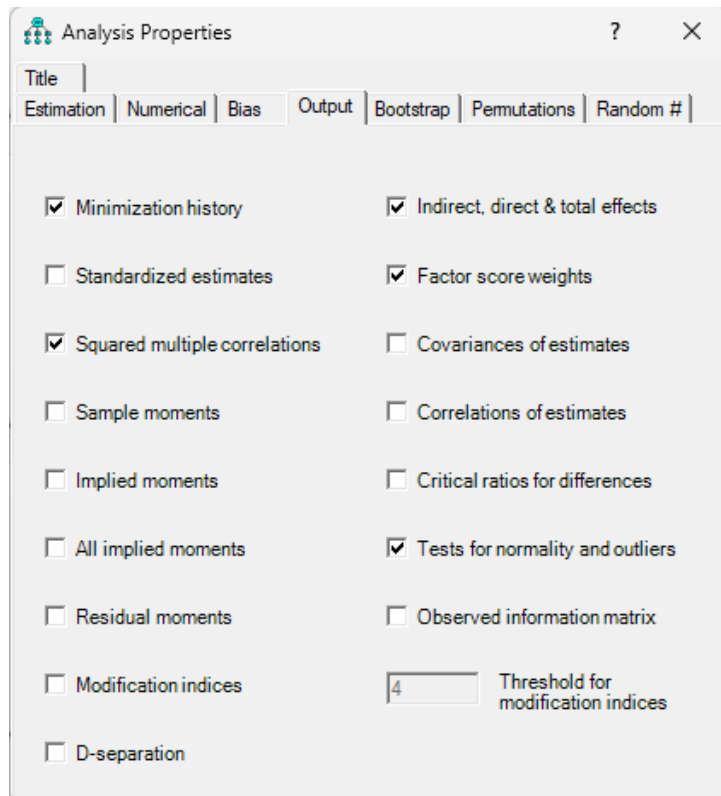 Analysis Properties ? ×
Title
Estimation Numerical Bias Output Bootstrap Permutations Random #
Minimization history
Standardized estimates
Squared multiple correlations
Sample moments
Implied moments
All implied moments
Residual moments
Modification indices
D-separation
Indirect, direct & total effects
Factor score weights
Covariances of estimates
Correlations of estimates
Critical ratios for differences
Tests for normality and outliers
Observed information matrix
4 Threshold for
modification indices